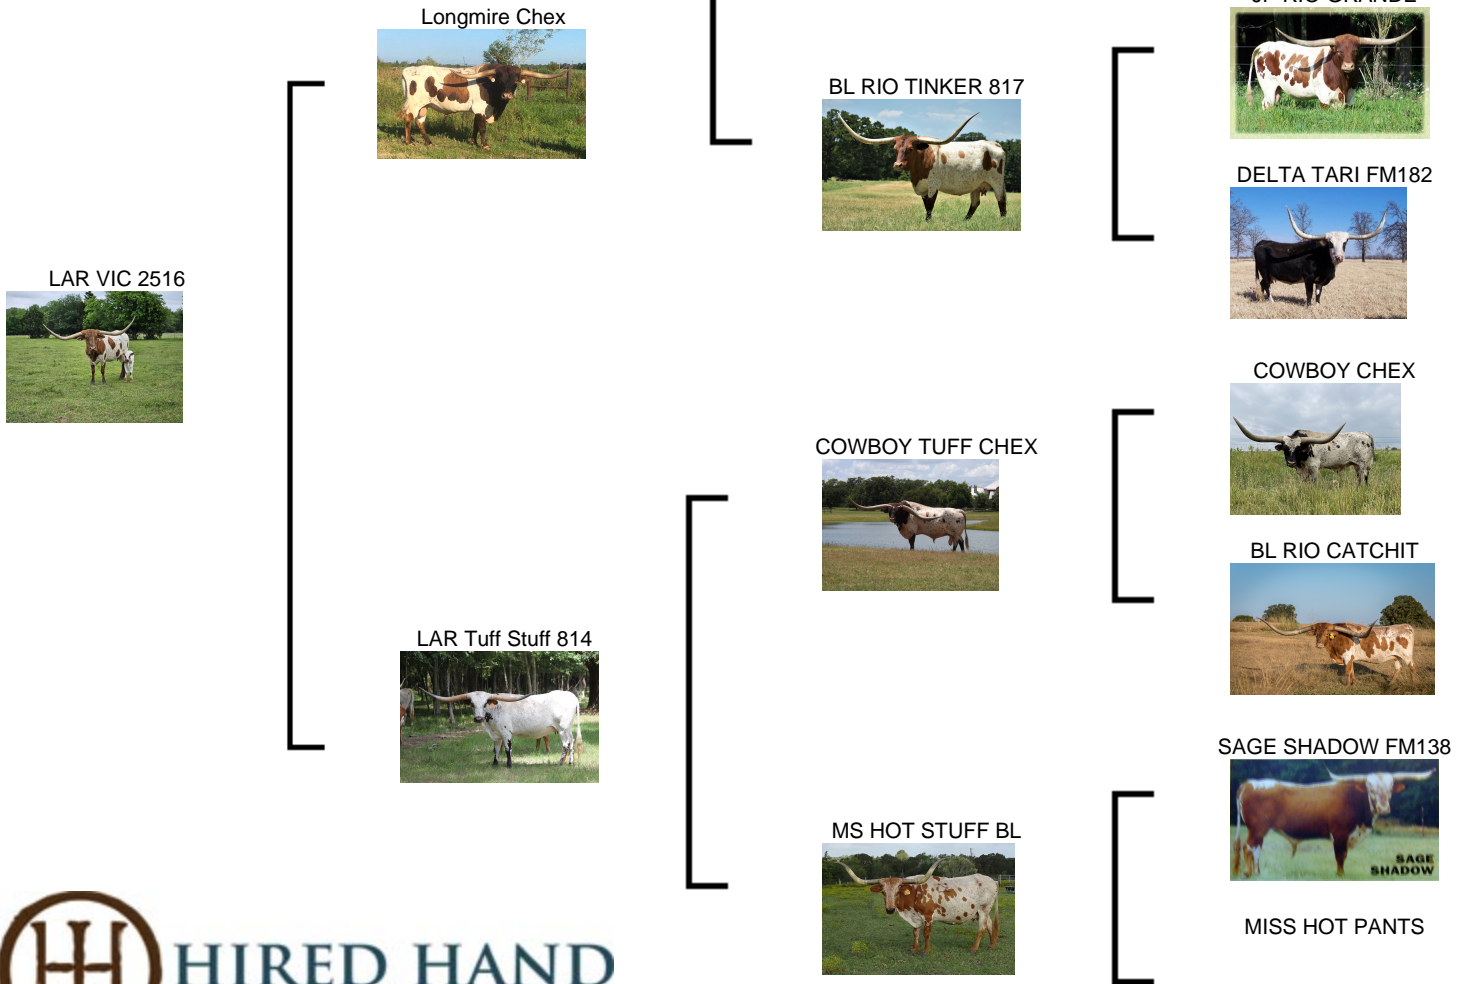 Longmire Chex
BL RIO TINKER 817
DELTA TARI FM182
LAR VIC 2516
COWBOY CHEX
COWBOY TUFF CHEX
BL RIO CATCHIT
LAR Tuff Stuff 814
SAGE SHADOW FM138
SAGE
SHADOW
MS HOT STUFF BL
MISS HOT PANTS
HIRED HAND